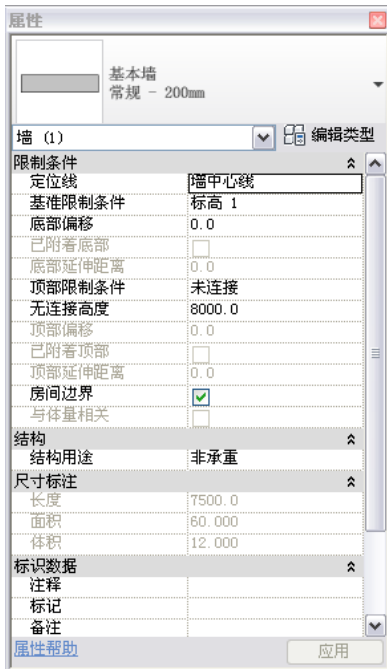 属性
基本墙
常规 - 200mm
墙 (1)
编辑类型
限制条件
定位线 墙中心线
基准限制条件 标高 1
底部偏移 0.0
已附着底部
底部延伸距离 0.0
顶部限制条件 未连接
无连接高度 8000.0
顶部偏移 0.0
已附着顶部
顶部延伸距离 0.0
房间边界
与体量相关
结构
结构用途 非承重
尺寸标注
长度 7500.0
面积 60.000
体积 12.000
标识数据
注释
标记
备注
属性帮助 应用